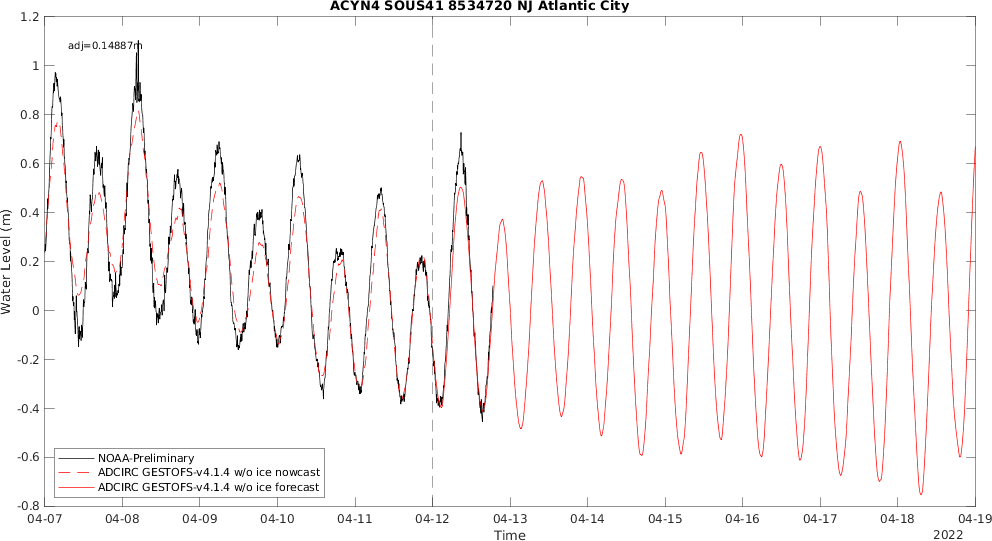 ACYN4 SOUS41 8534720 NJ Atlantic City
adj=0.14887m
Water Level (m)
1.2
1
0.8
0.6
0.4
0.2
0
-0.2
-0.4
-0.6
-0.8
NOAA-Preliminary
ADCIRC GESTOFS-v4.1.4 w/o ice nowcast
ADCIRC GESTOFS-v4.1.4 w/o ice forecast
04-07 04-08 04-09 04-10 04-11 04-12 04-13 04-14 04-15 04-16 04-17 04-18 04-19
Time
2022